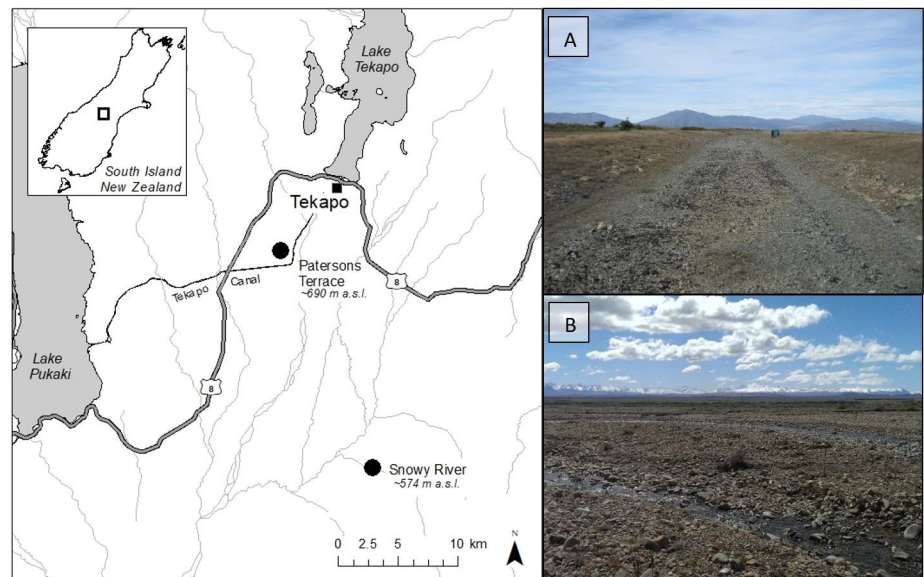 South Island
New Zealand
Lake
Tekapo
Tekapo
Patersons
Terrace
~690 m a.s.l.
Tekapo Canal
8
8
Lake
Pukaki
Snowy River
~574 m a.s.l.
0 2.5 5 10 km
N
A
B